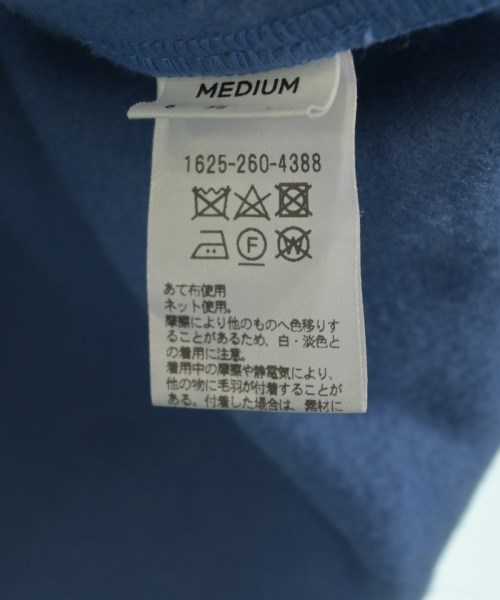 MEDIUM
1625-260-4388
F
W
あて布使用
ネット使用。
摩擦により他のものへ色移りす
ることがあるため、白・淡色と
の着用に注意。
着用中の摩擦や静電気により、
他の物に毛羽が付着することが
ある。付着した場合は、素材に